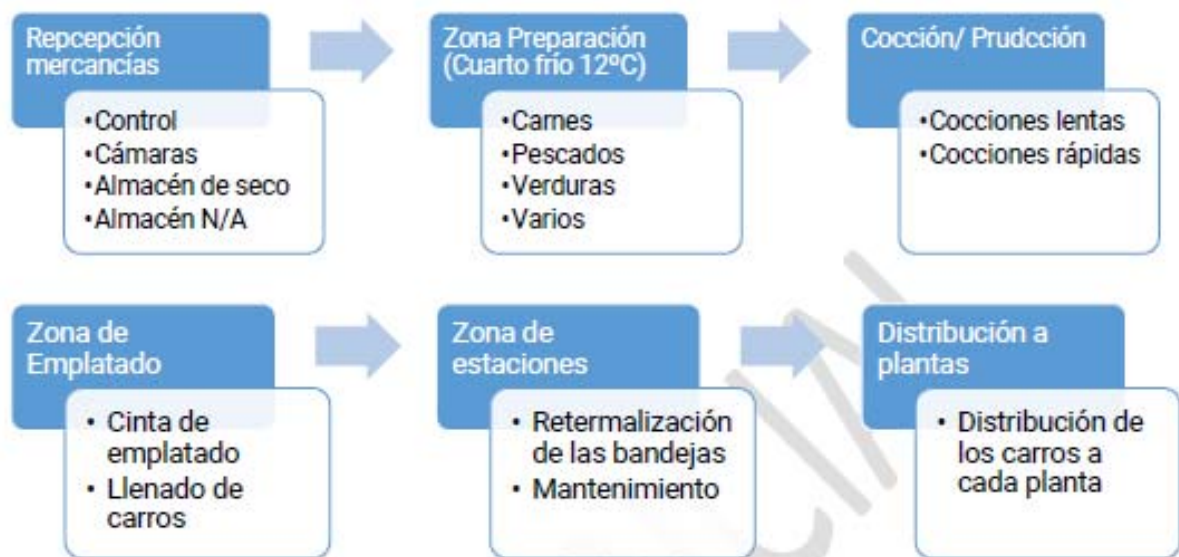 Repcepción
mercancías
•Control
•Cámaras
•Almacén de seco
•Almacén N/A
Zona Preparación
(Cuarto frío 12ºC)
•Carnes
•Pescados
•Verduras
•Varios
Cocción/ Prudcción
•Cocciones lentas
•Cocciones rápidas
Zona de
Emplatado
• Cinta de
emplatado
• Llenado de
carros
Zona de
estaciones
• Retermalización
de las bandejas
• Mantenimiento
Distribución a
plantas
• Distribución de
los carros a
cada planta